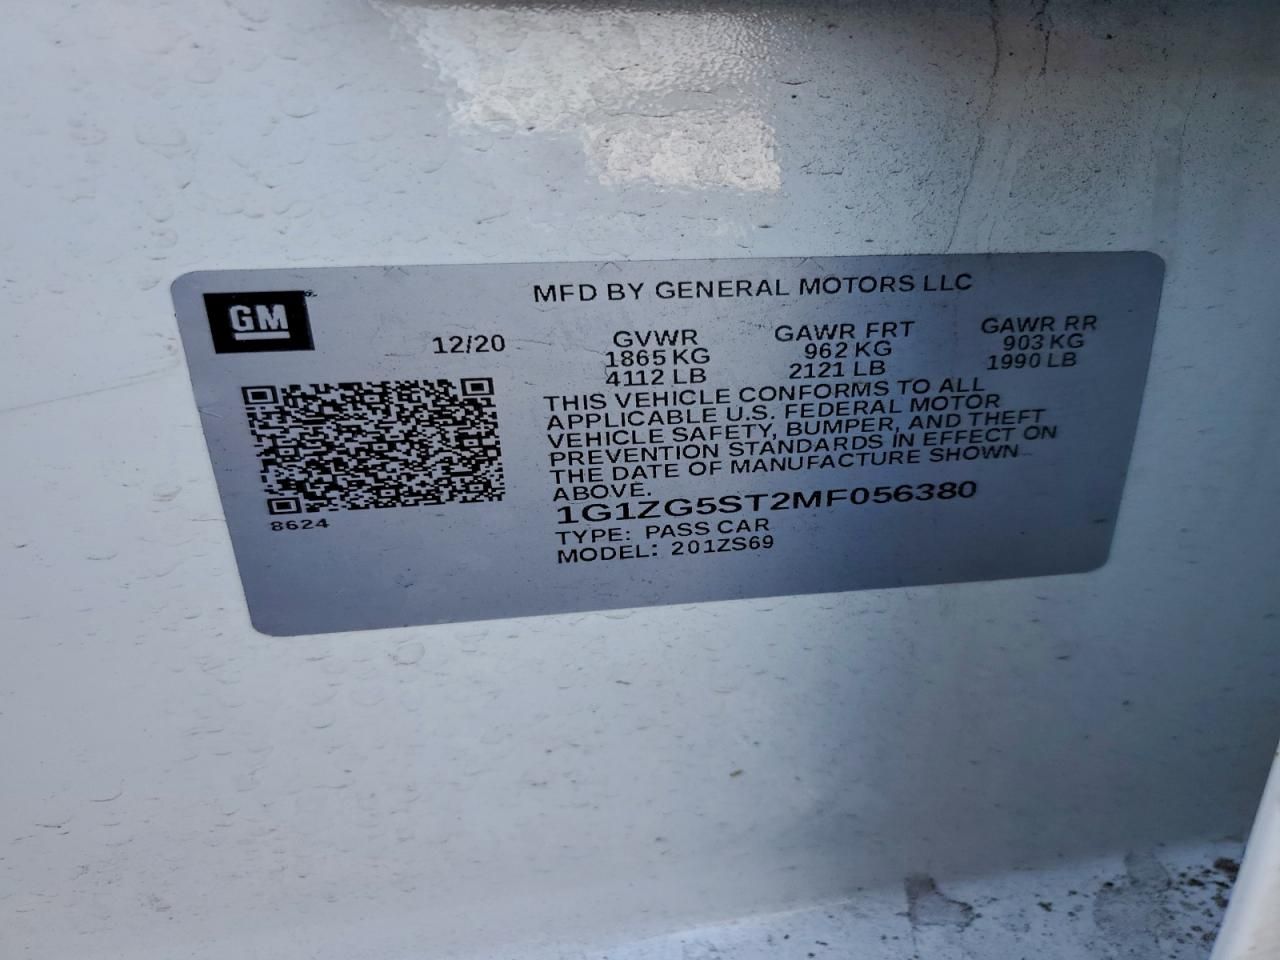 MFD BY GENERAL MOTORS LLC
GM
12/20
GVWR GAWR FRT GAWR RR
1865 KG 962 KG 903 KG
4112 LB 2121 LB 1990 LB
THIS VEHICLE CONFORMS TO ALL
APPLICABLE U.S. FEDERAL MOTOR
VEHICLE SAFETY, BUMPER, AND THEFT
PREVENTION STANDARDS IN EFFECT ON
THE DATE OF MANUFACTURE SHOWN
ABOVE.
1G1ZG5ST2MF056380
TYPE: PASS CAR
MODEL: 201ZS69
8624